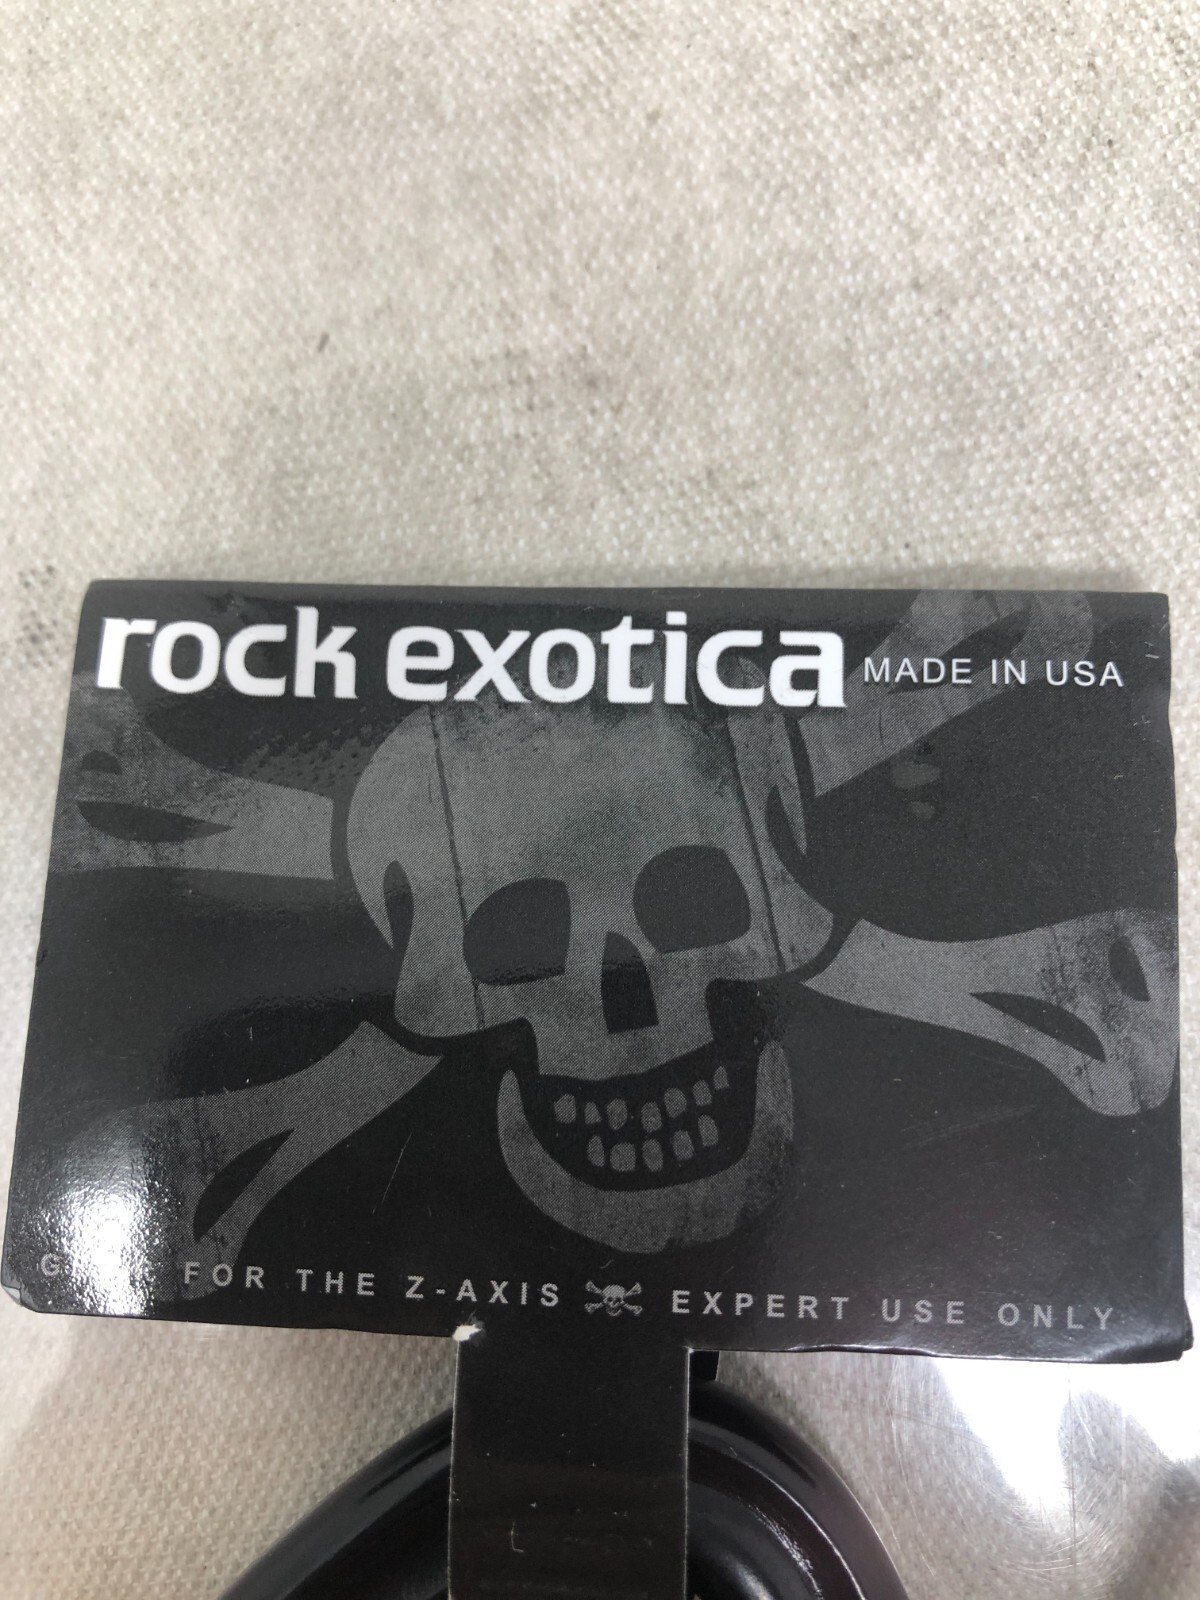 rock exotica MADE IN USA
FOR THE Z-AXIS EXPERT USE ONLY